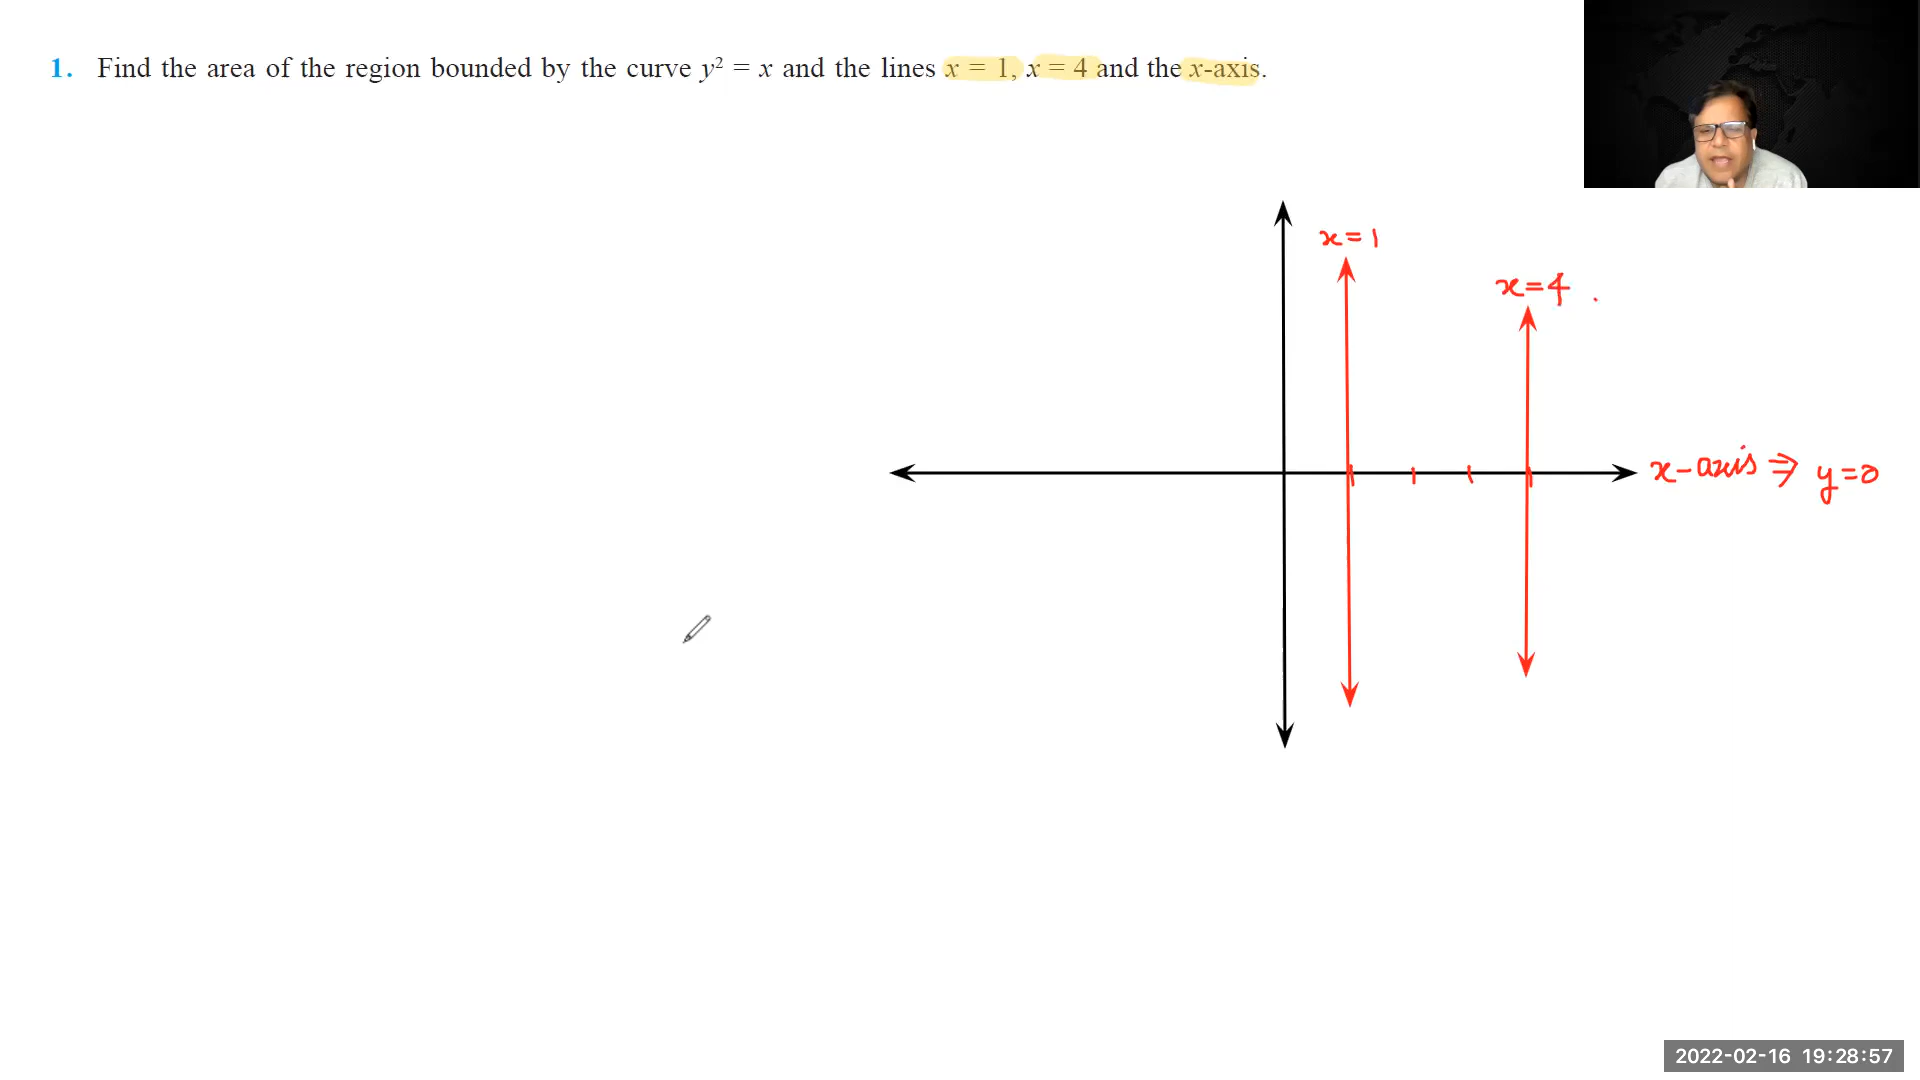 1. Find the area of the region bounded by the curve y² = x and the lines x = 1, x = 4 and the x-axis.
x=1
x=4 .
x-axis ⇒ y=0
2022-02-16 19:28:57